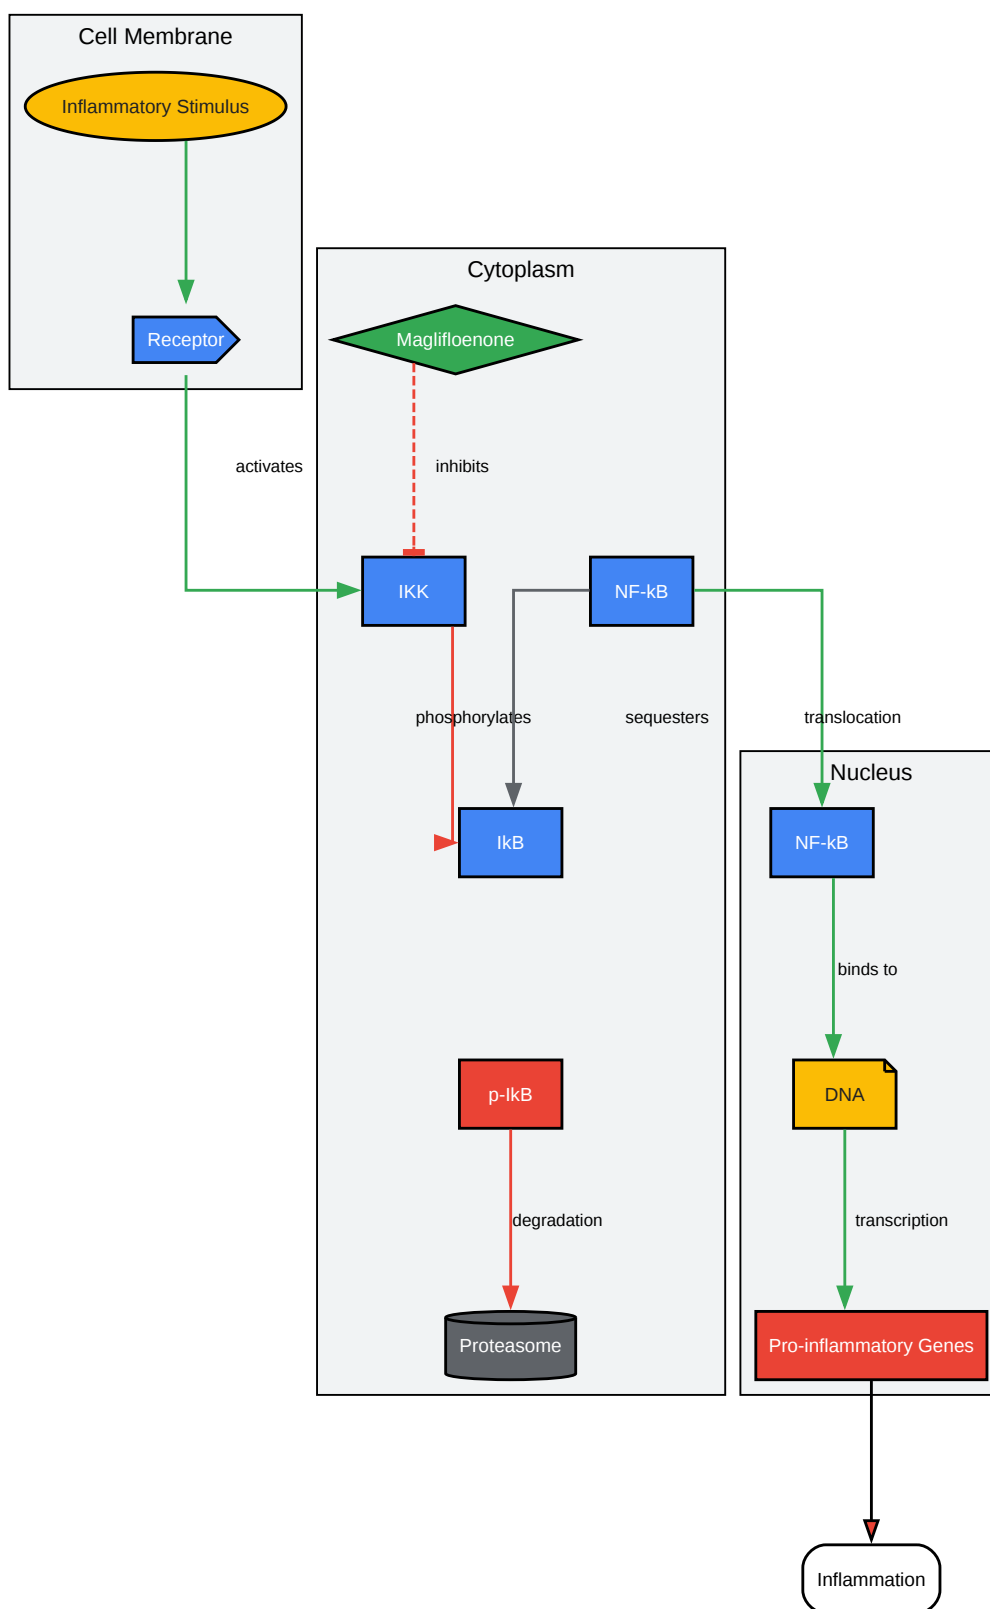 Cell Membrane
Inflammatory Stimulus
Cytoplasm
Receptor
Maglifloenone
activates
inhibits
IKK
NF-kB
phosphorylates
sequesters
translocation
Nucleus
IkB
NF-kB
binds to
p-IkB
DNA
degradation
transcription
Proteasome
Pro-inflammatory Genes
Inflammation